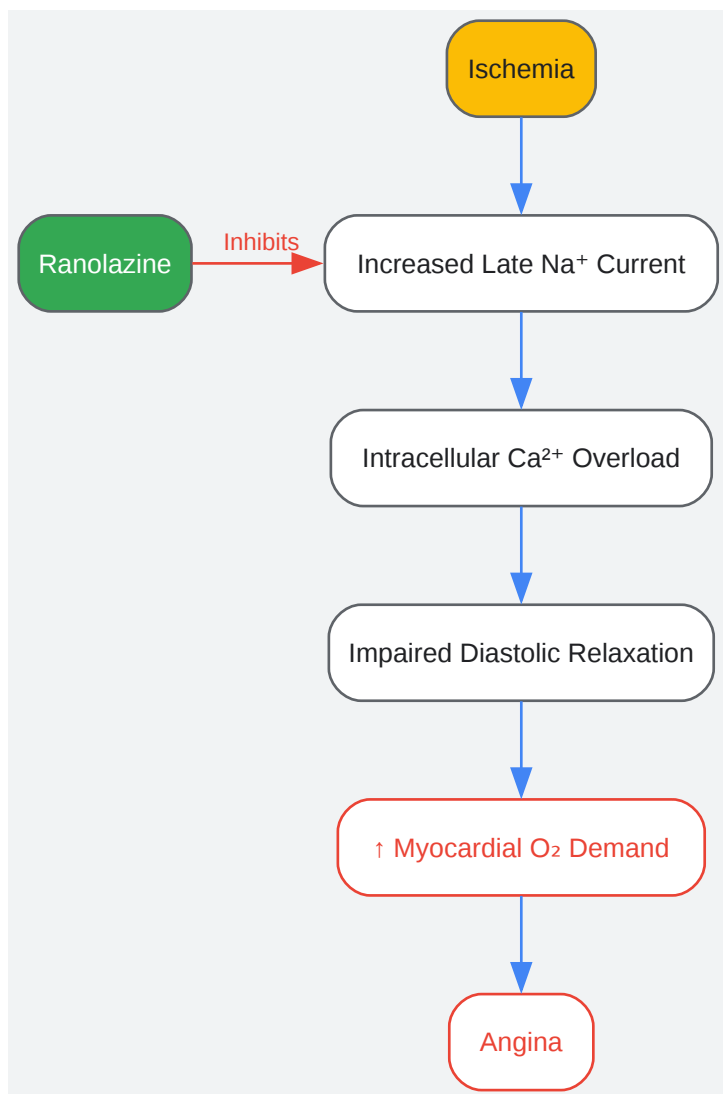 Ischemia
Ranolazine
Inhibits
Increased Late Na⁺ Current
Intracellular Ca²⁺ Overload
Impaired Diastolic Relaxation
↑ Myocardial O₂ Demand
Angina